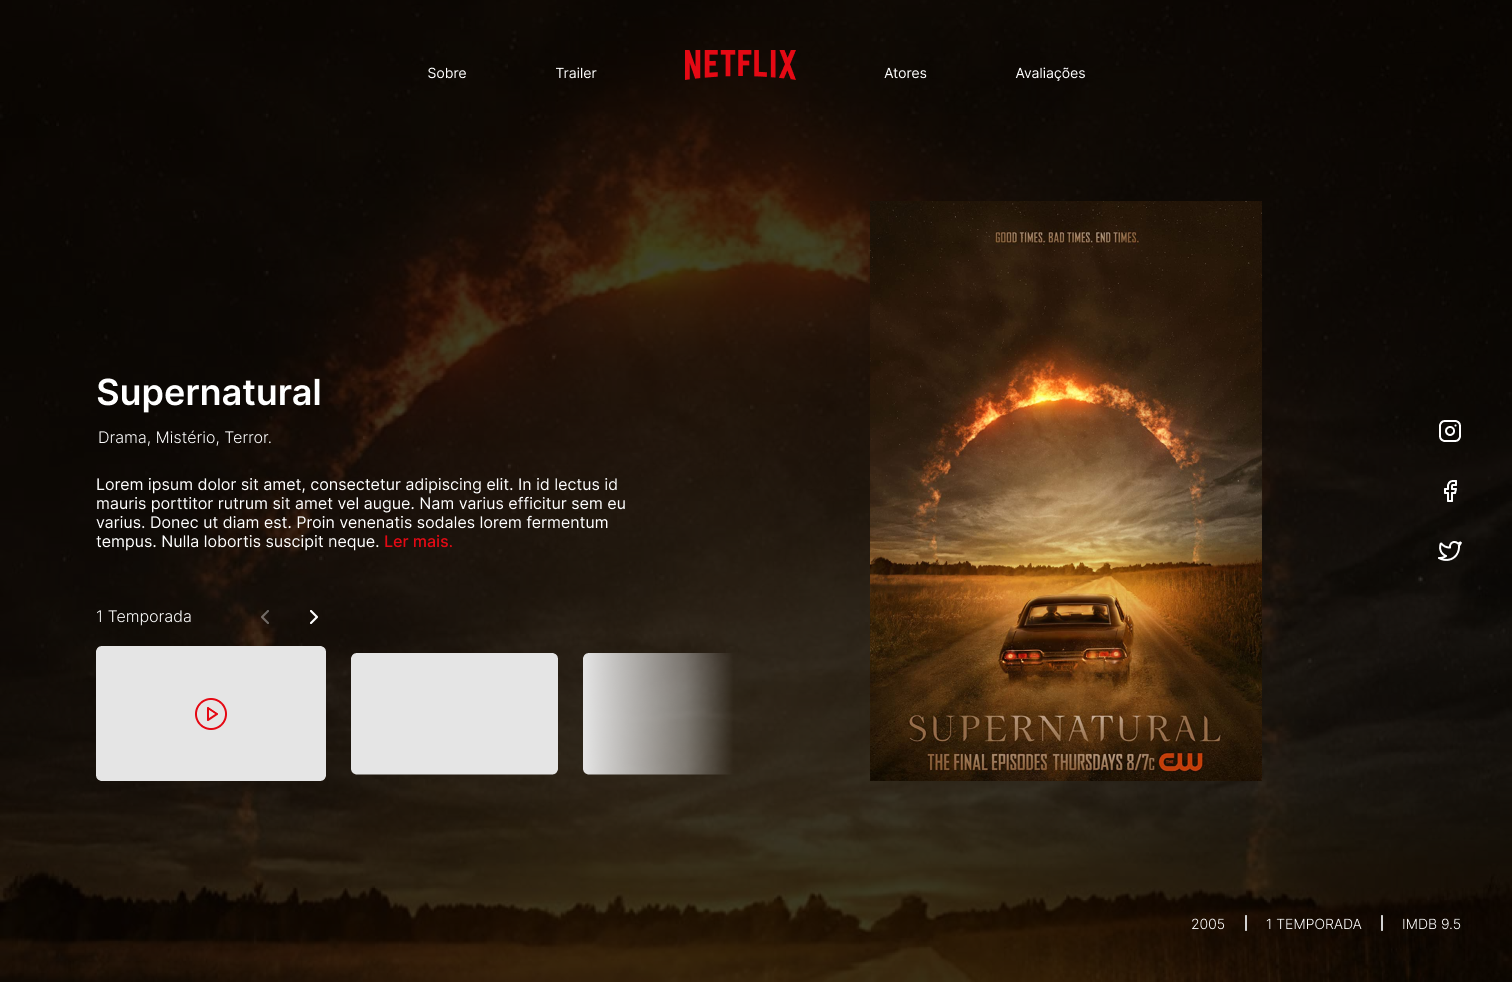 Sobre
Trailer
NETFLIX
Atores
Avaliações
GOOD TIMES. BAD TIMES. END TIMES.
Supernatural
Drama, Mistério, Terror.
Lorem ipsum dolor sit amet, consectetur adipiscing elit. In id lectus id
mauris porttitor rutrum sit amet vel augue. Nam varius efficitur sem eu
varius. Donec ut diam est. Proin venenatis sodales lorem fermentum
tempus. Nulla lobortis suscipit neque. Ler mais.
1 Temporada
SUPERNATURAL
THE FINAL EPISODES THURSDAYS 8/7c CW
2005
1 TEMPORADA
IMDB 9.5